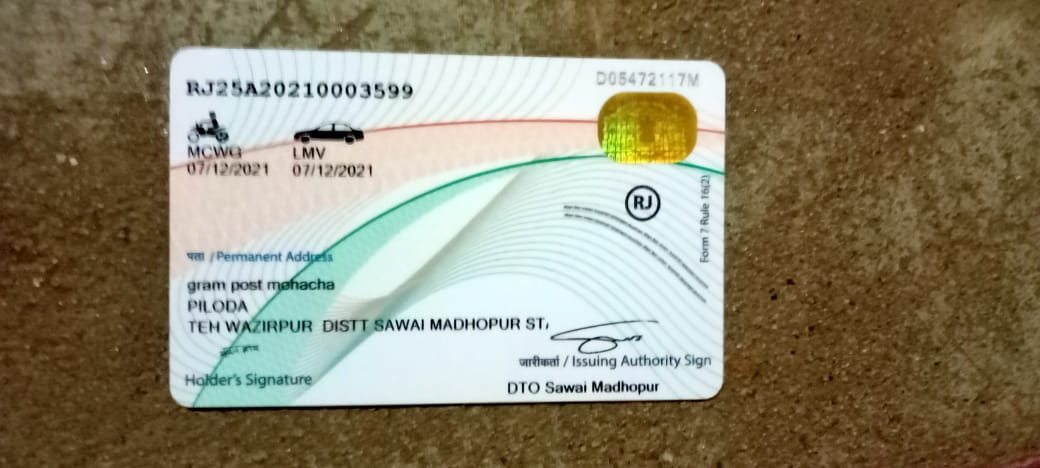 RJ25A20210003599
D05472117M
MCWG LMV
07/12/2021 07/12/2021
RJ
Form 7 Rule 16(2)
पता / Permanent Address
gram post mohacha
PILODA
TEH WAZIRPUR DISTT SAWAI MADHOPUR ST,
जारीकर्ता / Issuing Authority Sign
Holder's Signature
DTO Sawai Madhopur